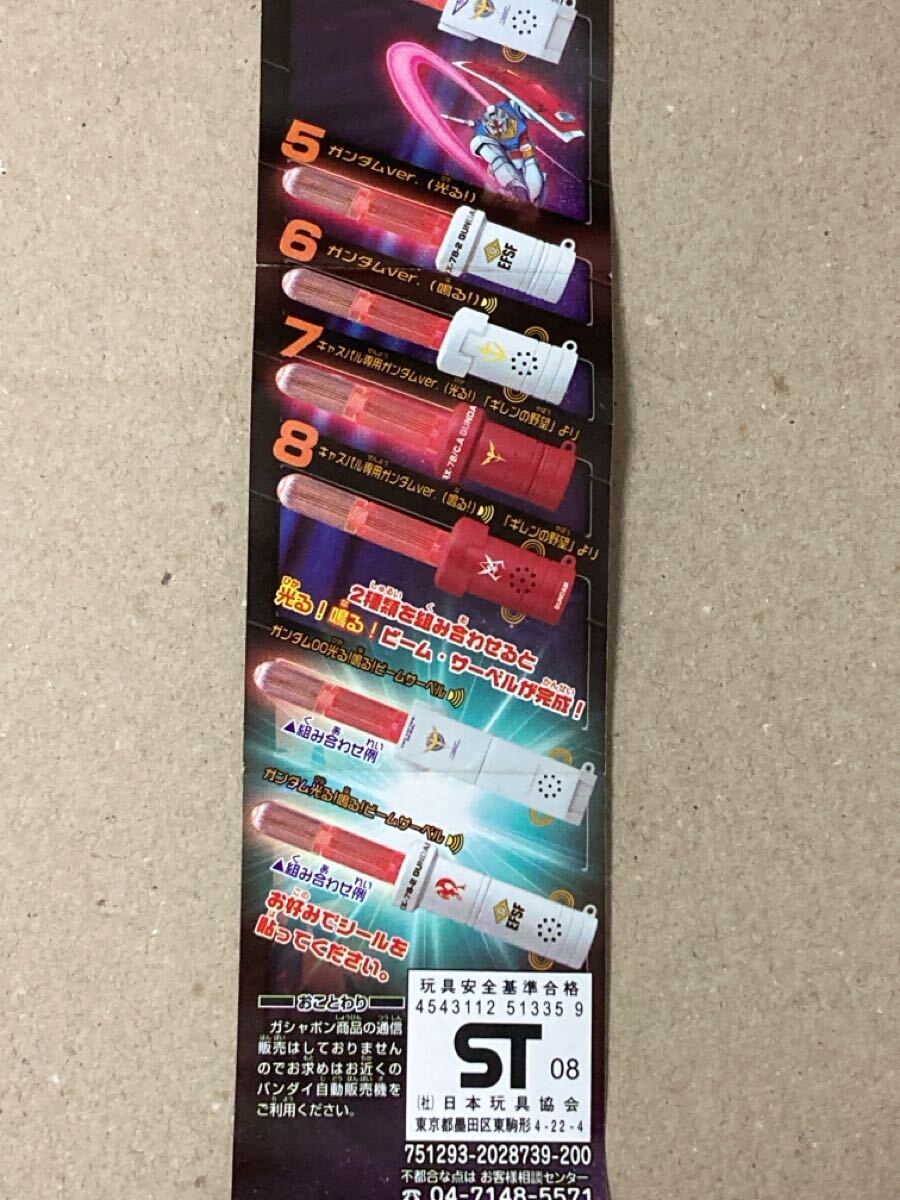 5 ガンダムver. (光る!)
X-78-2 GUNDA
EFSF
6 ガンダムver. (鳴る!)
7 キャスバル専用ガンダムver. (光る!) 「ギレンの野望」より
RX-78/C.A GUNDA
8 キャスバル専用ガンダムver. (鳴る!) 「ギレンの野望」より
2種類を組み合わせると
光る!鳴る!ビーム・サーベルが完成!
ガンダム00光る!鳴る!ビームサーベル
▲組み合わせ例
ガンダム光る!鳴る!ビームサーベル
X-78-2 GUNDAM
EFSF
▲組み合わせ例
お好みでシールを
貼ってください。
おことわり
ガシャポン商品の通信
販売はしておりません
のでお求めはお近くの
バンダイ自動販売機を
ご利用ください。
玩具安全基準合格
4543112 51335 9
ST 08
(社)日本玩具協会
東京都墨田区東駒形4-22-4
751293-2028739-200
不都合な点は お客様相談センター
☎ 04-7148-5571